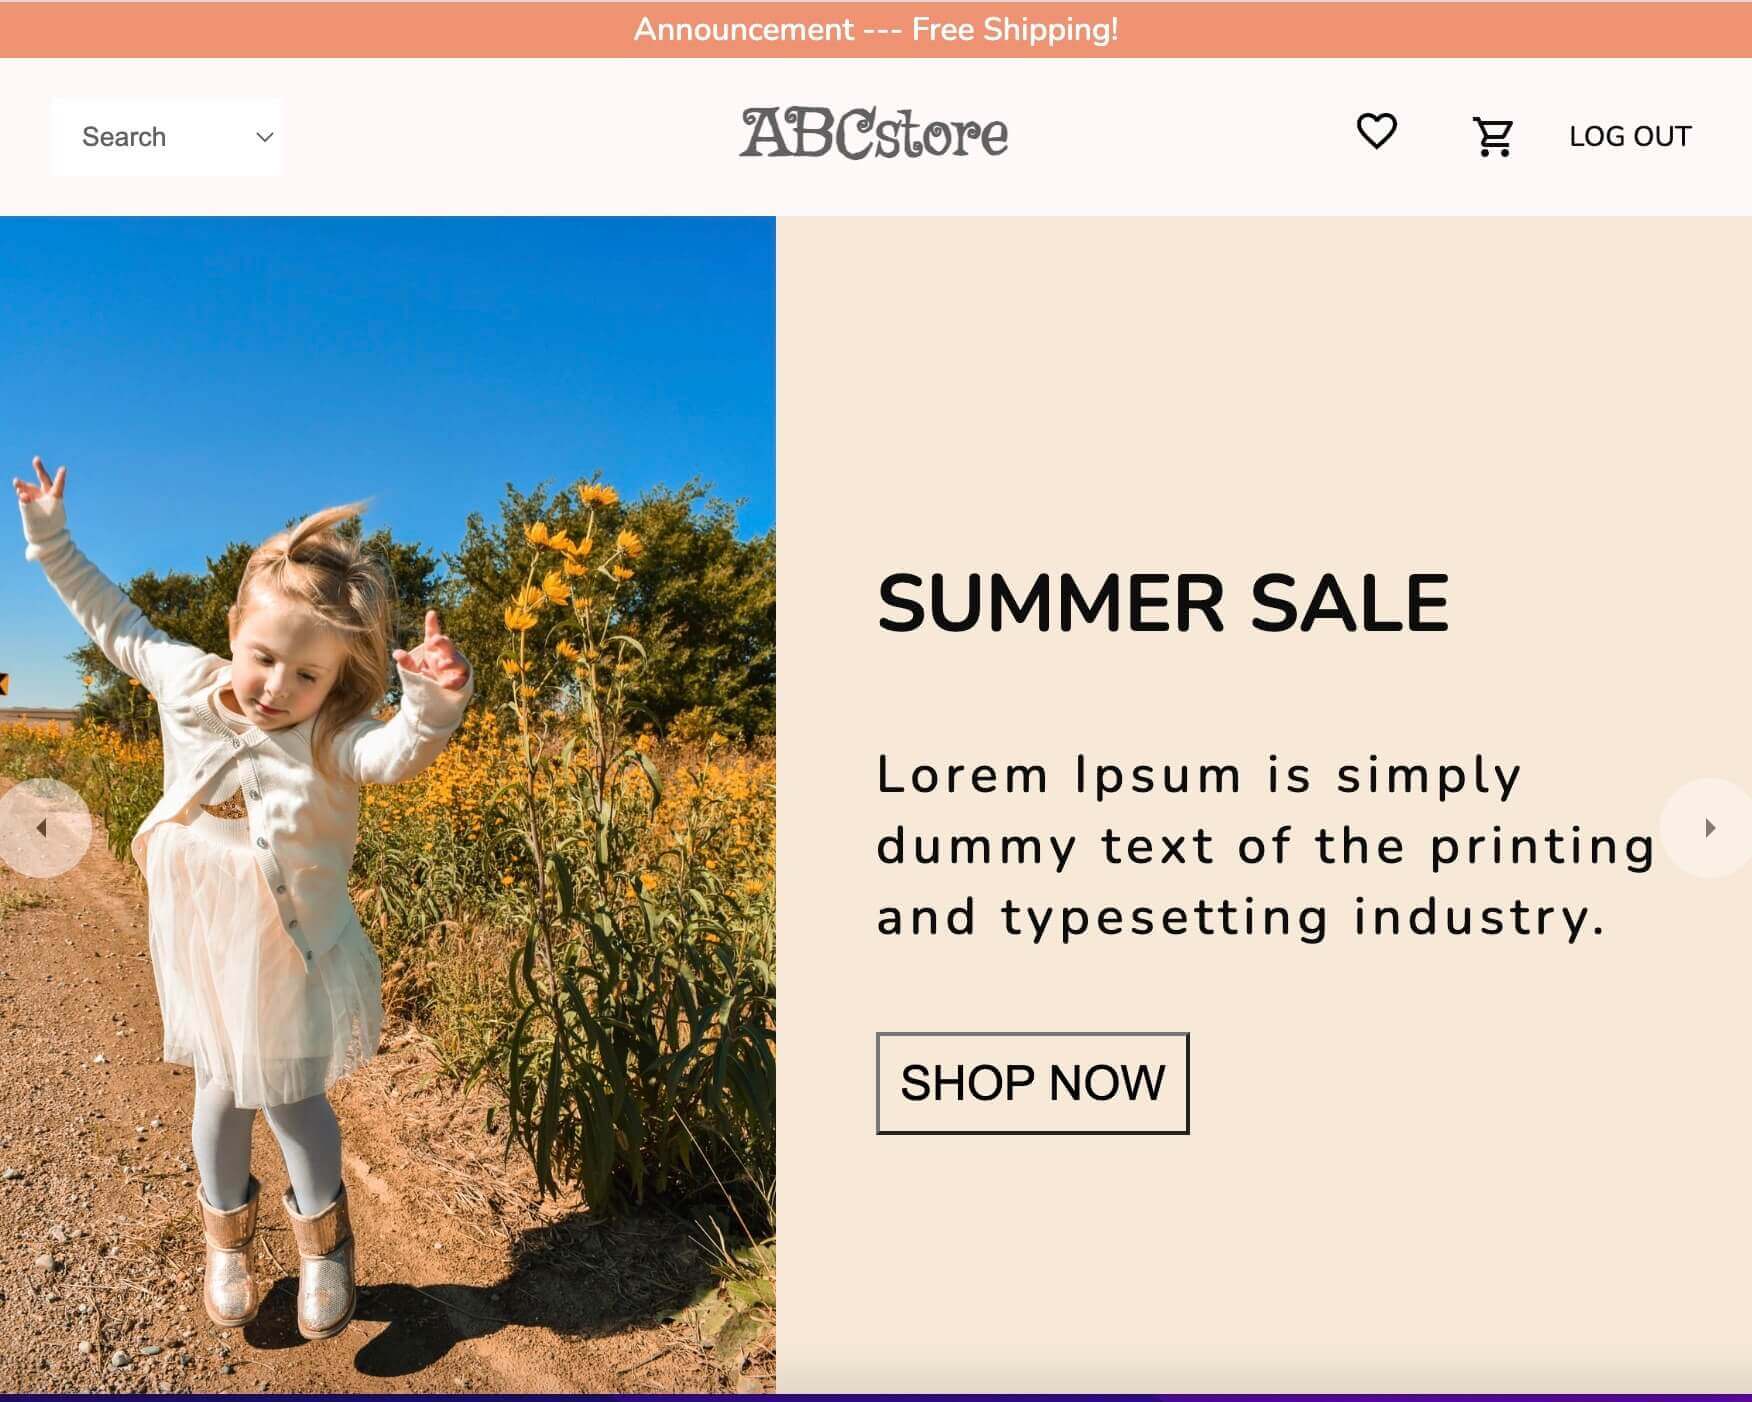 Announcement --- Free Shipping!
Search
ABCstore
LOG OUT
SUMMER SALE
Lorem Ipsum is simply
dummy text of the printing
and typesetting industry.
SHOP NOW